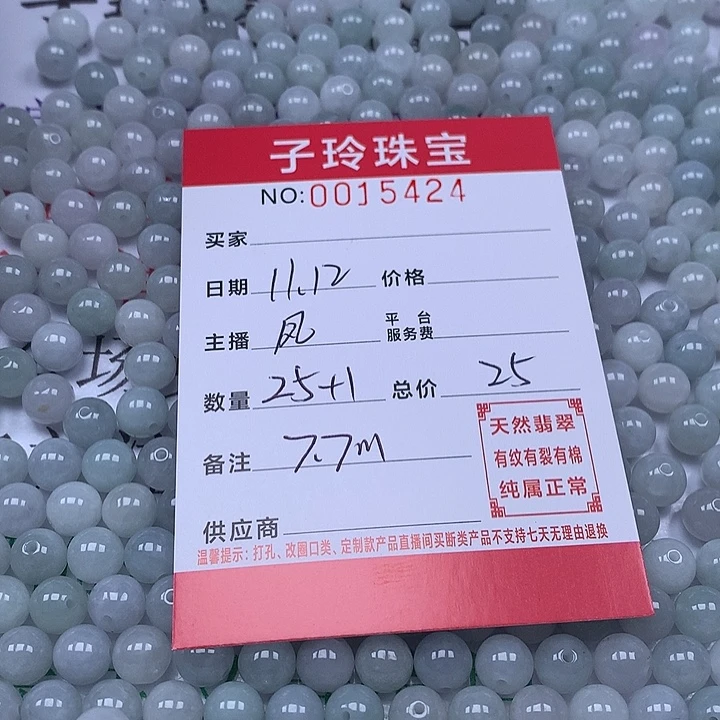 子玲珠宝
NO:0015424
买家
日期 11.12 价格
主播 凤 平台服务费
数量 25+1 总价 25
备注 7.7m
天然翡翠
有纹有裂有棉
纯属正常
供应商
温馨提示：打孔、改圈口类、定制款产品直播间买断类产品不支持七天无理由退换
场